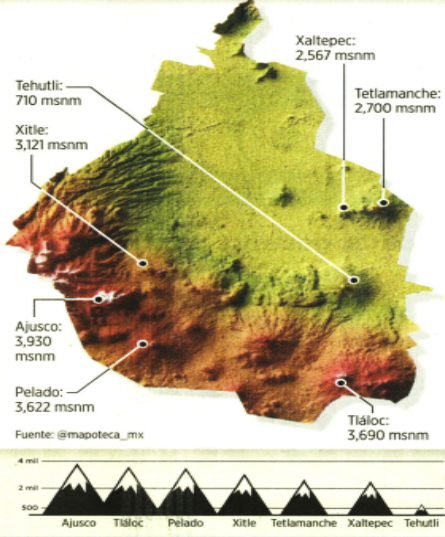 Xaltepec:
2,567 msnm
Tehutli:
710 msnm
Tetlamanche:
2,700 msnm
Xitle:
3,121 msnm
Ajusco:
3,930
msnm
Pelado:
3,622 msnm
Tláloc:
3,690 msnm
Fuente: @mapoteca_mx
4 mil
2 mil
500
Ajusco Tláloc Pelado Xitle Tetlamanche Xaltepec Tehutli